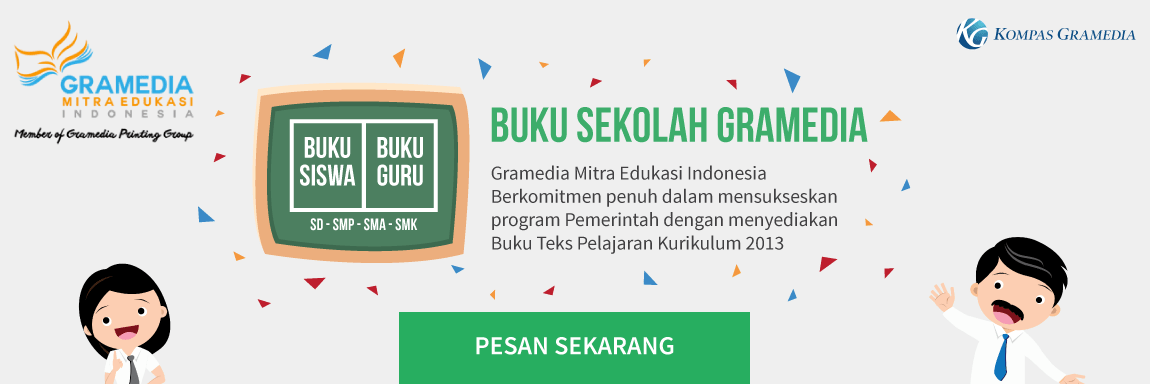 GRAMEDIA
MITRA EDUKASI
INDONESIA
Member of Gramedia Printing Group
KG KOMPAS GRAMEDIA
BUKU SISWA
BUKU GURU
SD - SMP - SMA - SMK
BUKU SEKOLAH GRAMEDIA
Gramedia Mitra Edukasi Indonesia
Berkomitmen penuh dalam mensukseskan
program Pemerintah dengan menyediakan
Buku Teks Pelajaran Kurikulum 2013
PESAN SEKARANG